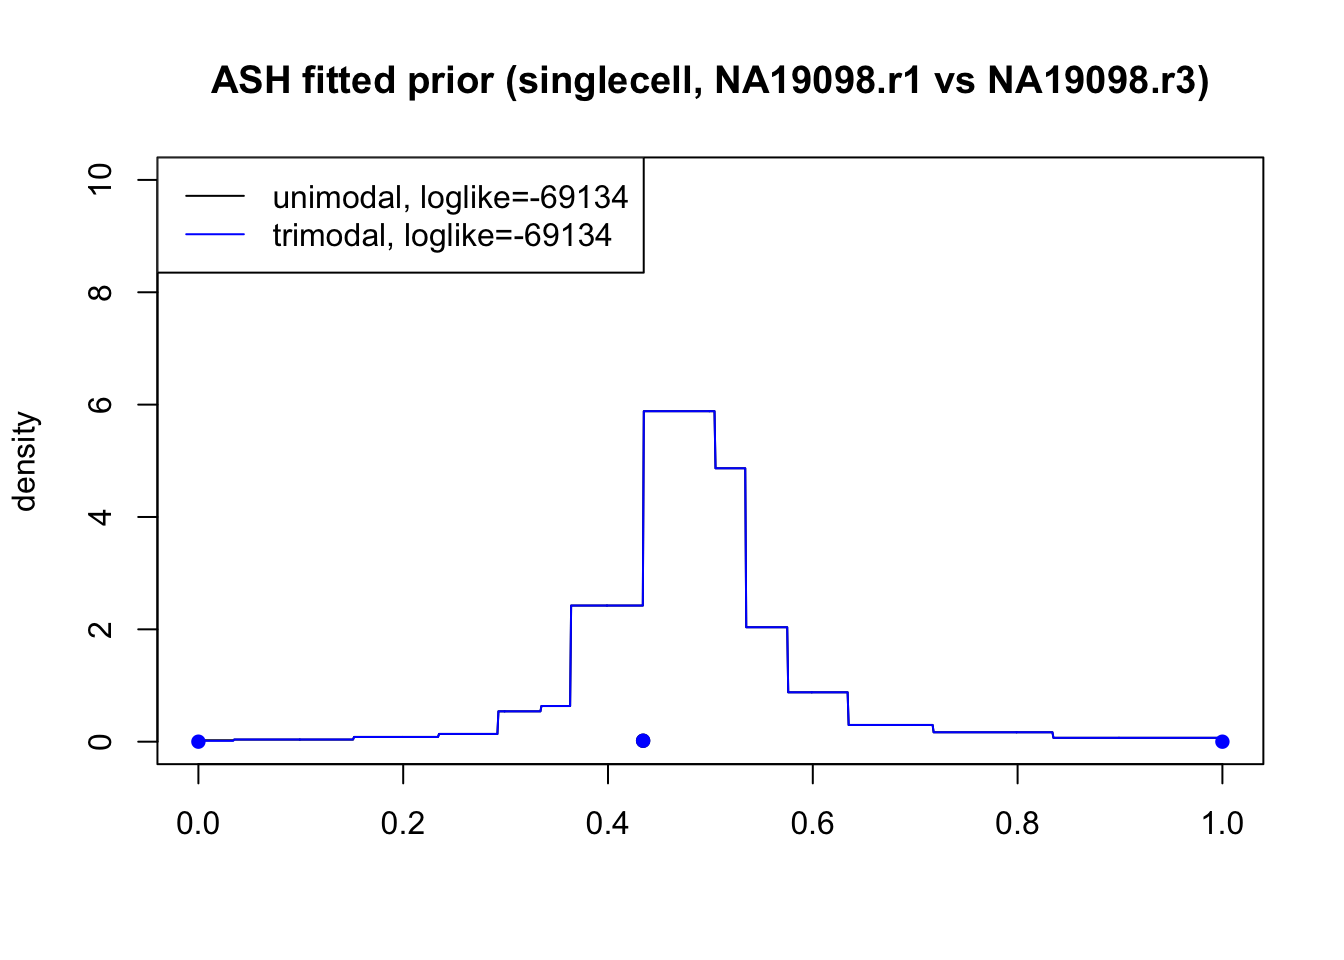 ASH fitted prior (singlecell, NA19098.r1 vs NA19098.r3)
unimodal, loglike=-69134
trimodal, loglike=-69134
density
10
8
6
4
2
0
0.0 0.2 0.4 0.6 0.8 1.0